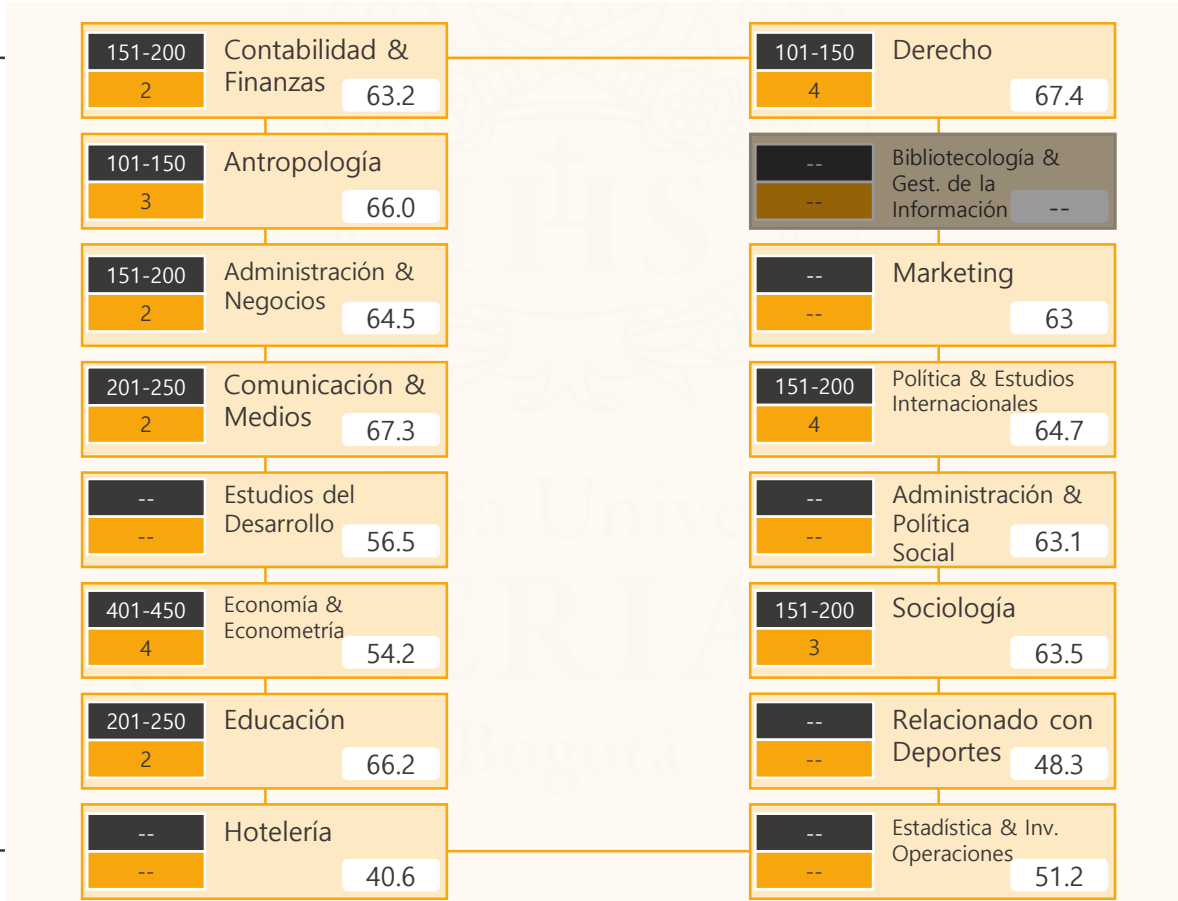 151-200
2
Contabilidad &
Finanzas
63.2
101-150
3
Antropología
66.0
151-200
2
Administración &
Negocios
64.5
201-250
2
Comunicación &
Medios
67.3
--
--
Estudios del
Desarrollo
56.5
401-450
4
Economía &
Econometría
54.2
201-250
2
Educación
66.2
--
--
Hotelería
40.6
101-150
4
Derecho
67.4
--
--
Bibliotecología &
Gest. de la
Información
--
--
--
Marketing
63
151-200
4
Política & Estudios
Internacionales
64.7
--
--
Administración &
Política
Social
63.1
151-200
3
Sociología
63.5
--
--
Relacionado con
Deportes
48.3
--
--
Estadística & Inv.
Operaciones
51.2
IHS
Bogotá